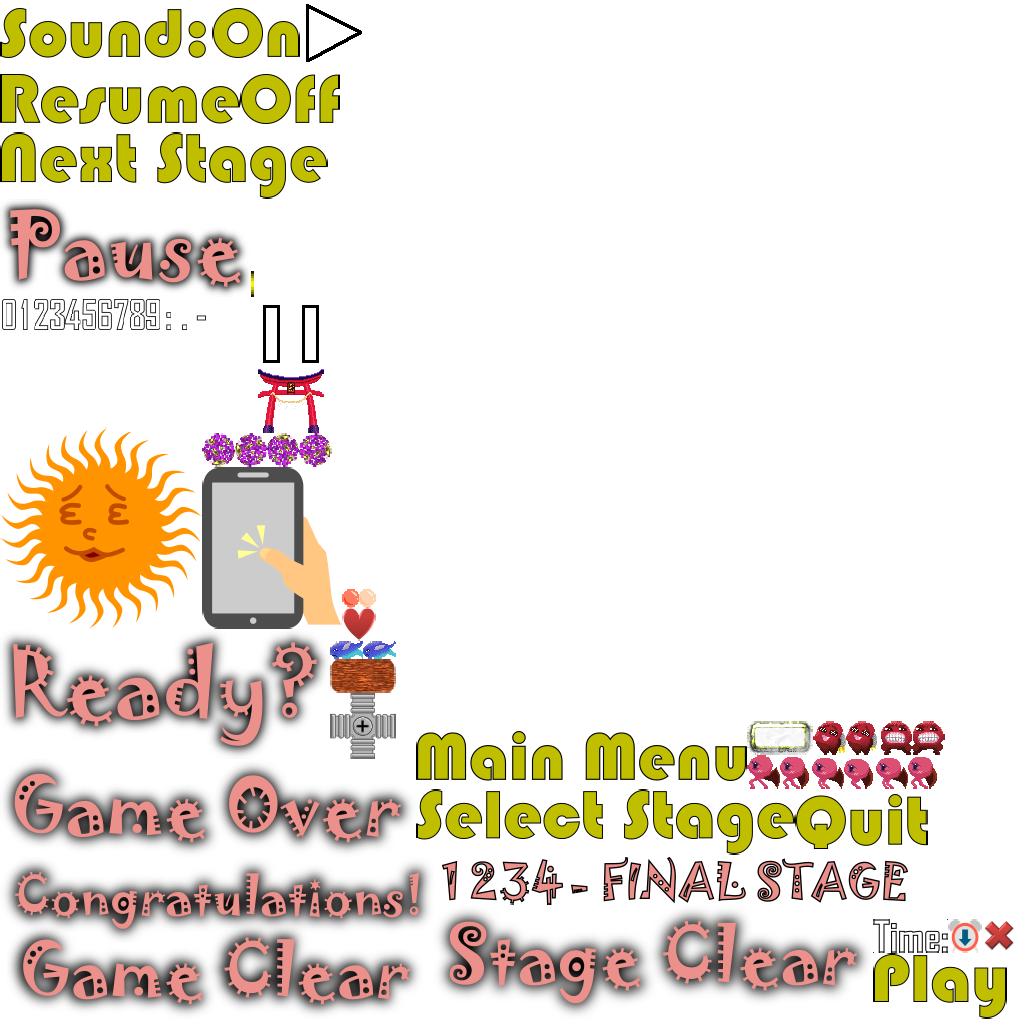 Sound:On
ResumeOff
Next Stage
Pause
0123456789:.-
Ready?
Main Menu
Game Over
Select StageQuit
1234- FINAL STAGE
Congratulations!
Stage Clear
Time:
Game Clear
Play